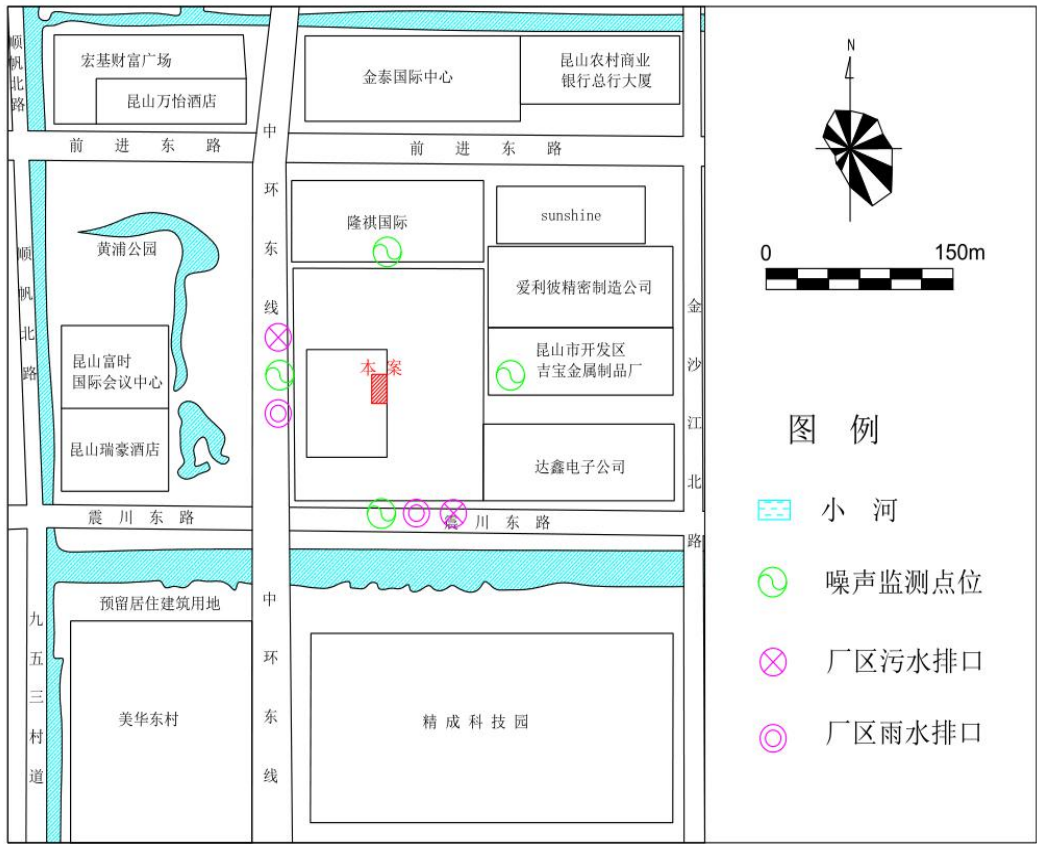 顺帆北路
宏基财富广场
昆山万怡酒店
金泰国际中心
昆山农村商业
银行总行大厦
前进东路
前进东路
中环东线
隆祺国际
sunshine
黄浦公园
顺帆北路
爱利彼精密制造公司
昆山富时
国际会议中心
本案
昆山市开发区
吉宝金属制品厂
金沙江北路
昆山瑞豪酒店
达鑫电子公司
震川东路
震川东路
预留居住建筑用地
九五三村道
美华东村
中环东线
精成科技园
N
0
150m
图例
小河
噪声监测点位
厂区污水排口
厂区雨水排口